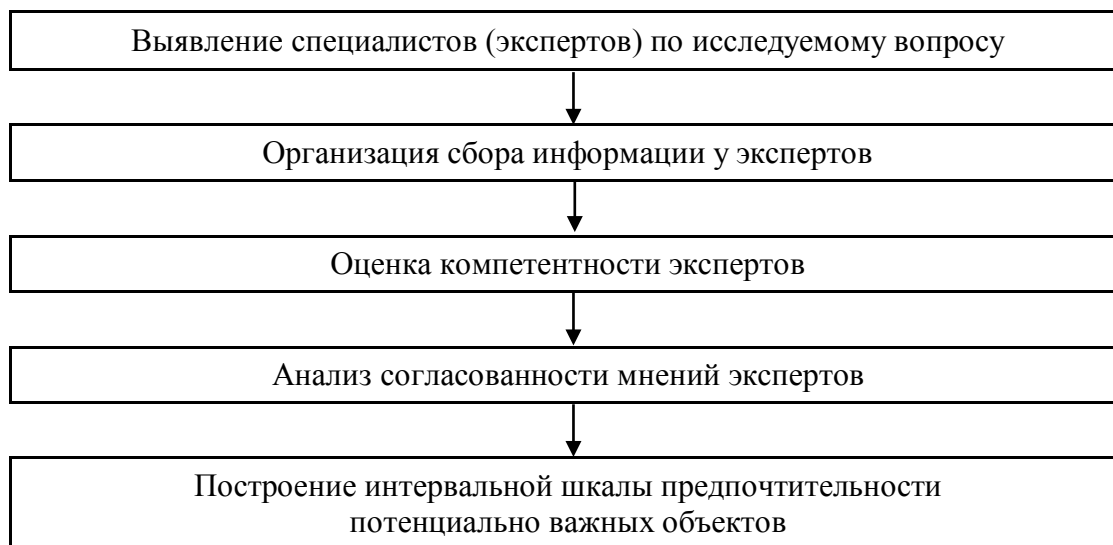 Выявление специалистов (экспертов) по исследуемому вопросу
Организация сбора информации у экспертов
Оценка компетентности экспертов
Анализ согласованности мнений экспертов
Построение интервальной шкалы предпочтительности
потенциально важных объектов